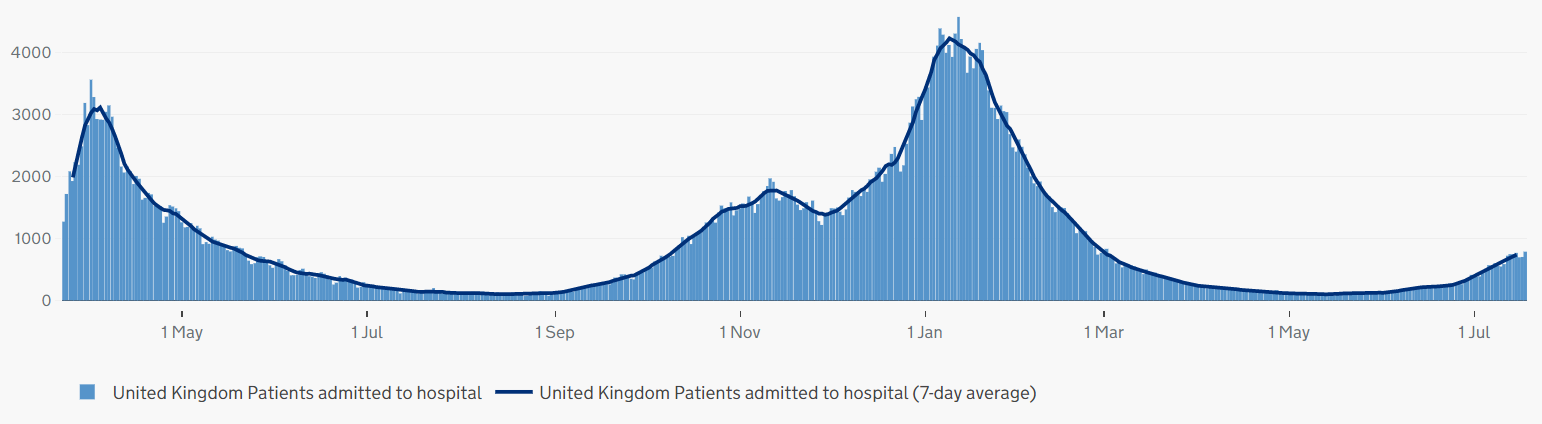 4000
3000
2000
1000
0
1 May 1 Jul 1 Sep 1 Nov 1 Jan 1 Mar 1 May 1 Jul
United Kingdom Patients admitted to hospital United Kingdom Patients admitted to hospital (7-day average)